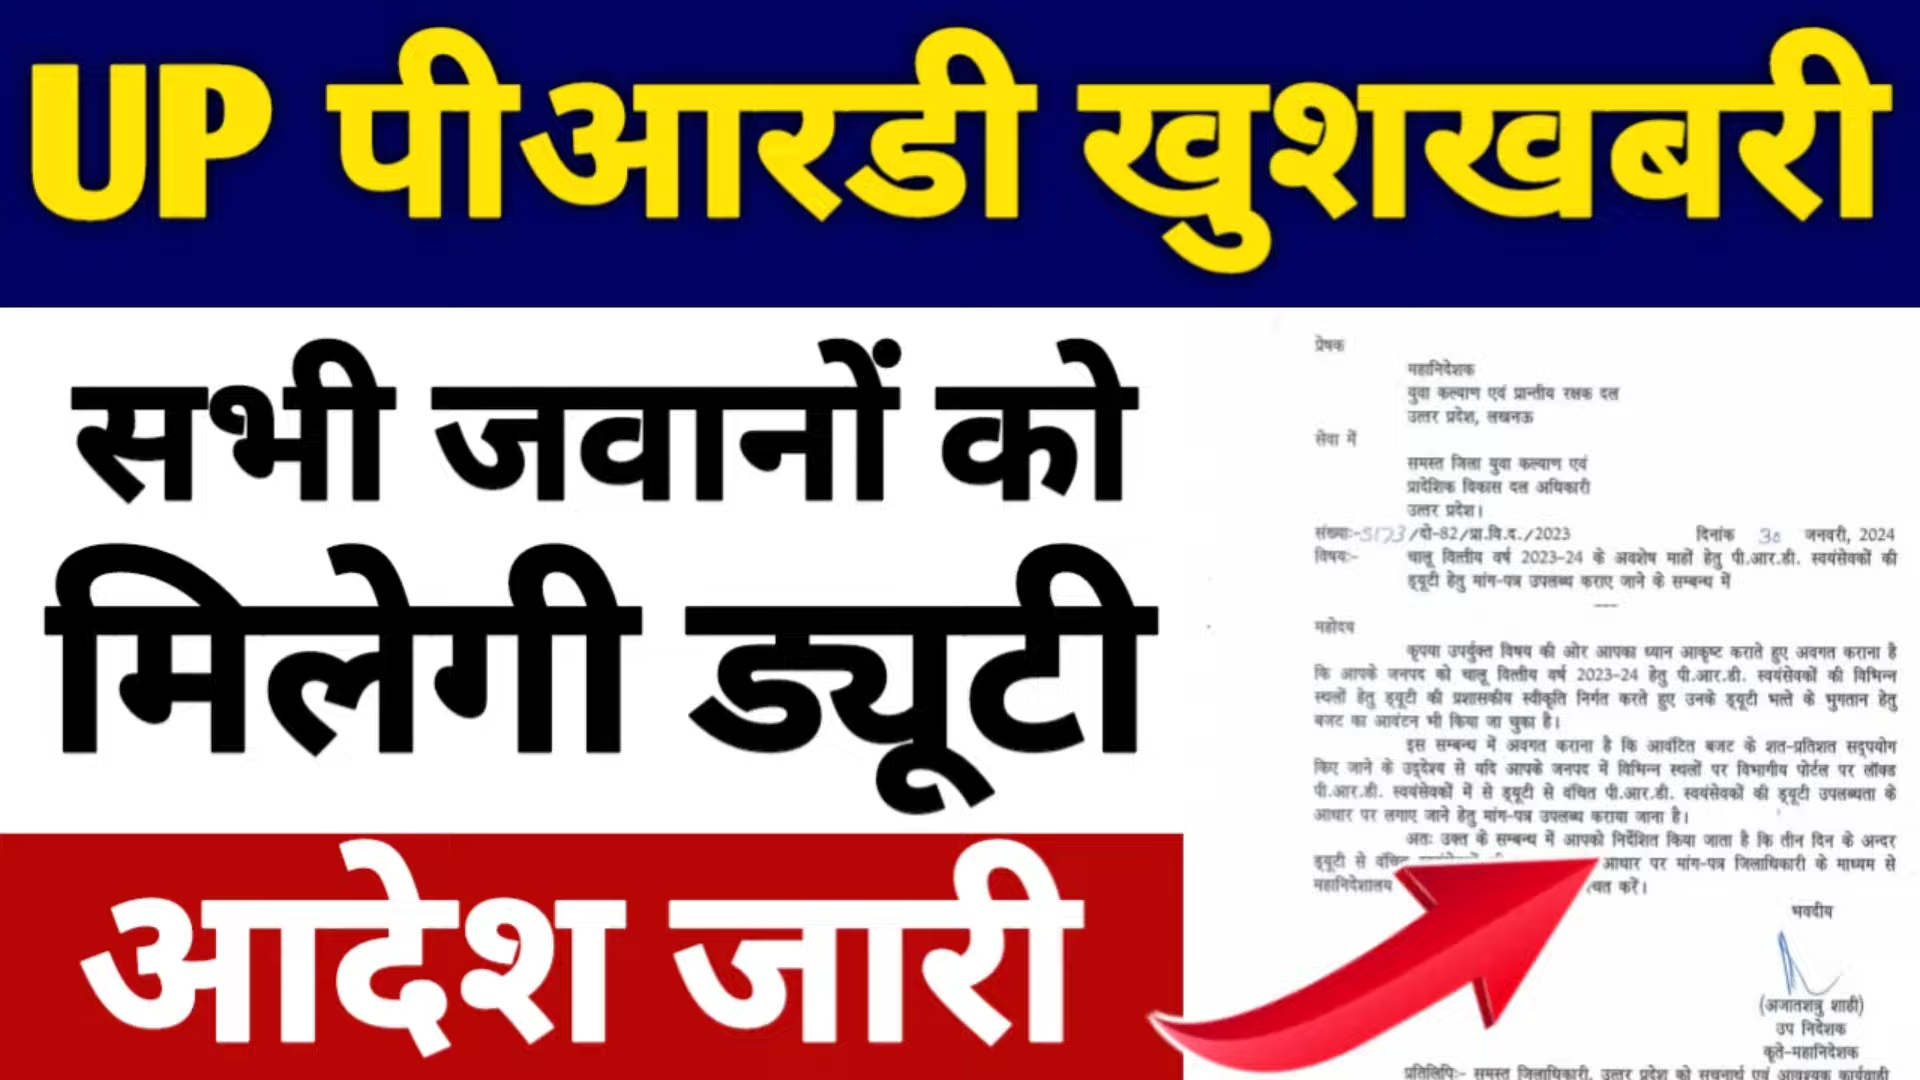 UP पीआरडी खुशखबरी
सभी जवानों को
मिलेगी ड्यूटी
आदेश जारी
प्रेषक
महानिदेशक
युवा कल्याण एवं प्रान्तीय रक्षक दल
उत्तर प्रदेश, लखनऊ
सेवा में
समस्त जिला युवा कल्याण एवं
प्रादेशिक विकास दल अधिकारी
उत्तर प्रदेश।
संख्याः-5173/दो-82/प्रा.वि.द./2023 दिनांक 30 जनवरी, 2024
विषयः- चालू वित्तीय वर्ष 2023-24 के अवशेष माहों हेतु पी.आर.डी. स्वयंसेवकों की
ड्यूटी हेतु मांग-पत्र उपलब्ध कराए जाने के सम्बन्ध में
---
महोदय
कृपया उपर्युक्त विषय की ओर आपका ध्यान आकृष्ट कराते हुए अवगत कराना है
कि आपके जनपद को चालू वित्तीय वर्ष 2023-24 हेतु पी.आर.डी. स्वयंसेवकों की विभिन्न
स्थलों हेतु ड्यूटी की प्रशासकीय स्वीकृति निर्गत करते हुए उनके ड्यूटी भत्ते के भुगतान हेतु
बजट का आवंटन भी किया जा चुका है।
इस सम्बन्ध में अवगत कराना है कि आवंटित बजट के शत-प्रतिशत सदुपयोग
किए जाने के उद्देश्य से यदि आपके जनपद में विभिन्न स्थलों पर विभागीय पोर्टल पर लॉक्ड
पी.आर.डी. स्वयंसेवकों में से ड्यूटी से वंचित पी.आर.डी. स्वयंसेवकों की ड्यूटी उपलब्धता के
आधार पर लगाए जाने हेतु मांग-पत्र उपलब्ध कराया जाना है।
अतः उक्त के सम्बन्ध में आपको निर्देशित किया जाता है कि तीन दिन के अन्दर
ड्यूटी से आधार पर मांग-पत्र जिलाधिकारी के माध्यम से
महानिदेशालय करें।
भवदीय
(अजातशत्रु शाही)
उप निदेशक
कृते-महानिदेशक
प्रतिलिपिः- समस्त जिलाधिकारी, उत्तर प्रदेश को सूचनार्थ एवं आवश्यक कार्यवाही